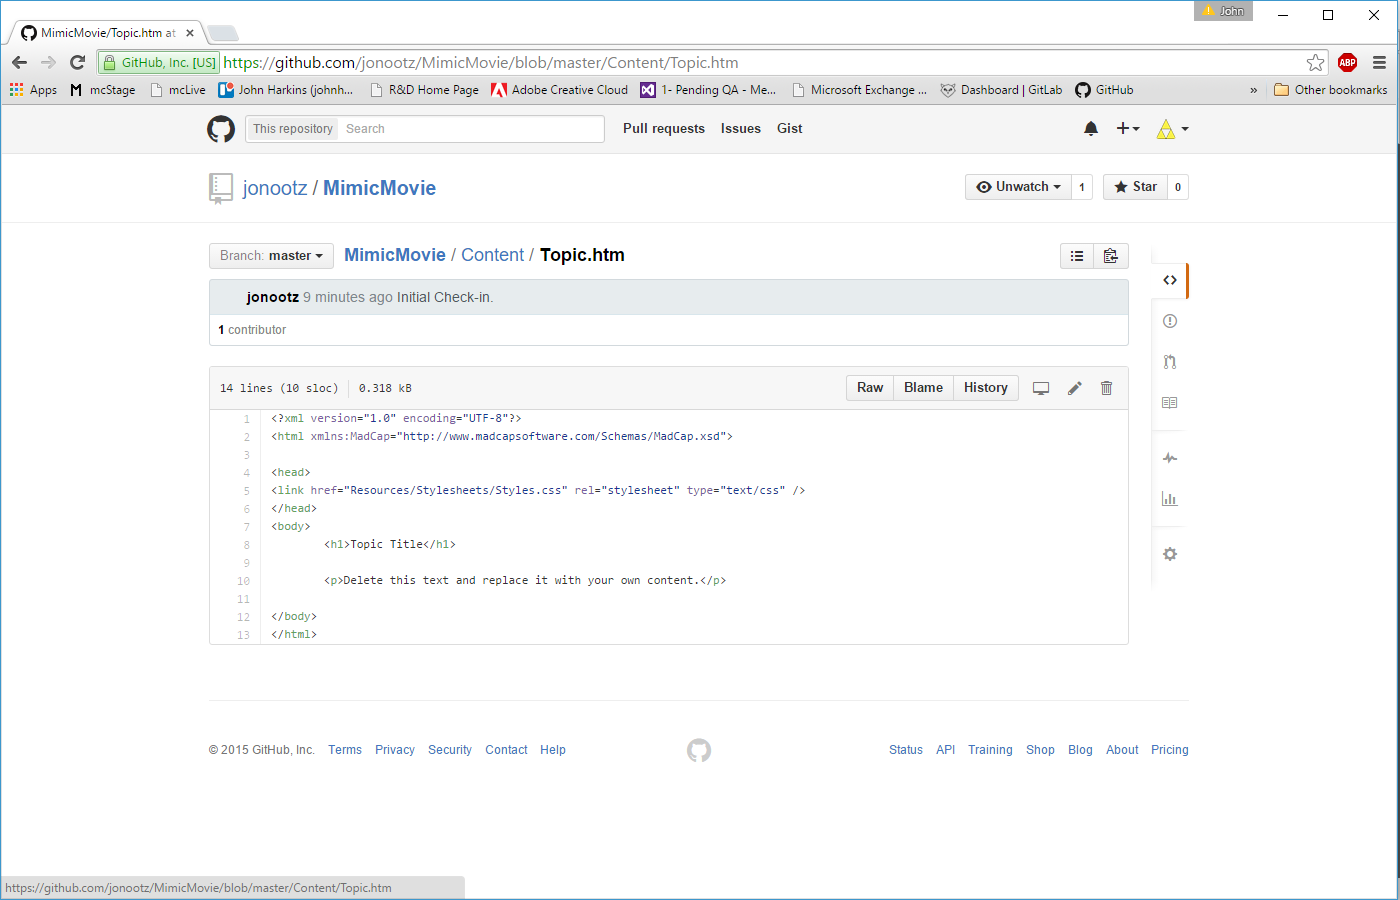 John
MimicMovie/Topic.htm at
GitHub, Inc. [US] https://github.com/jonootz/MimicMovie/blob/master/Content/Topic.htm ABP
Apps mcStage mcLive John Harkins (johnh... R&D Home Page Adobe Creative Cloud 1- Pending QA - Me... Microsoft Exchange ... Dashboard | GitLab GitHub » Other bookmarks
This repository Search Pull requests Issues Gist
jonootz / MimicMovie Unwatch 1 Star 0
Branch: master MimicMovie / Content / Topic.htm
jonootz 9 minutes ago Initial Check-in.
1 contributor
14 lines (10 sloc) 0.318 kB Raw Blame History
1 <?xml version="1.0" encoding="UTF-8"?>
2 <html xmlns:MadCap="http://www.madcapsoftware.com/Schemas/MadCap.xsd">
3
4 <head>
5 <link href="Resources/Stylesheets/Styles.css" rel="stylesheet" type="text/css" />
6 </head>
7 <body>
8 <h1>Topic Title</h1>
9
10 <p>Delete this text and replace it with your own content.</p>
11
12 </body>
13 </html>
© 2015 GitHub, Inc. Terms Privacy Security Contact Help Status API Training Shop Blog About Pricing
https://github.com/jonootz/MimicMovie/blob/master/Content/Topic.htm